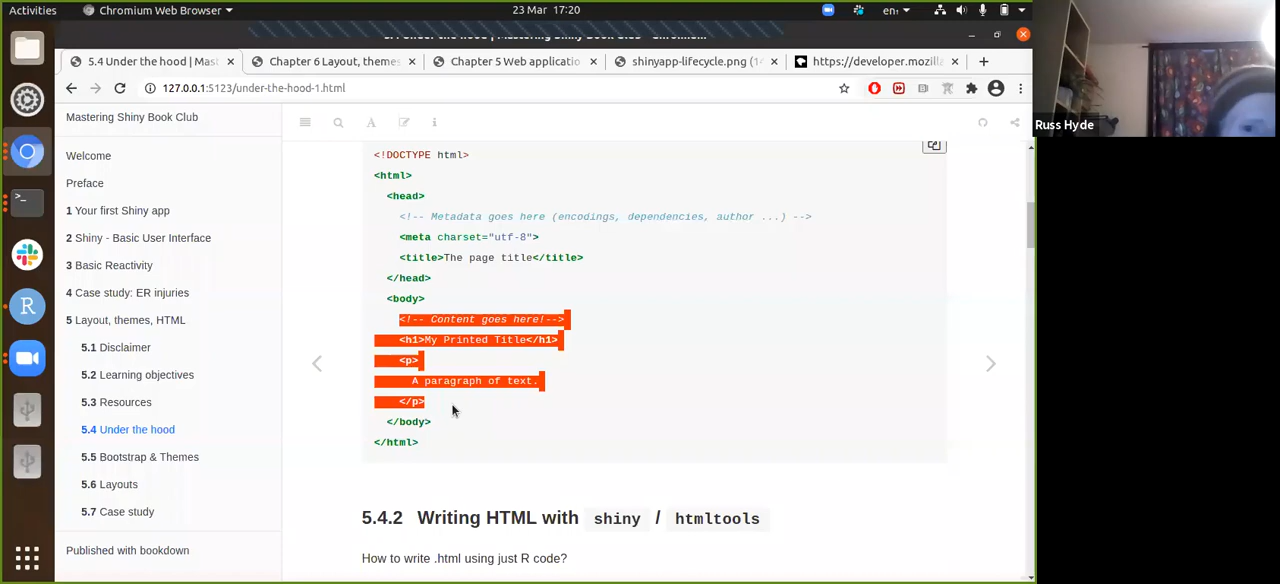 Activities
Chromium Web Browser
23 Mar 17:20
en₁
5.4 Under the hood | Mast
Chapter 6 Layout, themes
Chapter 5 Web applicatio
shinyapp-lifecycle.png (14
https://developer.mozilla
127.0.0.1:5123/under-the-hood-1.html
Russ Hyde
Mastering Shiny Book Club
Welcome
Preface
1 Your first Shiny app
2 Shiny - Basic User Interface
3 Basic Reactivity
4 Case study: ER injuries
5 Layout, themes, HTML
5.1 Disclaimer
5.2 Learning objectives
5.3 Resources
5.4 Under the hood
5.5 Bootstrap & Themes
5.6 Layouts
5.7 Case study
Published with bookdown
<!DOCTYPE html>
<html>
<head>
<!-- Metadata goes here (encodings, dependencies, author ...) -->
<meta charset="utf-8">
<title>The page title</title>
</head>
<body>
<!-- Content goes here!-->
<h1>My Printed Title</h1>
<p>
A paragraph of text.
</p>
</body>
</html>
5.4.2 Writing HTML with shiny / htmltools
How to write .html using just R code?